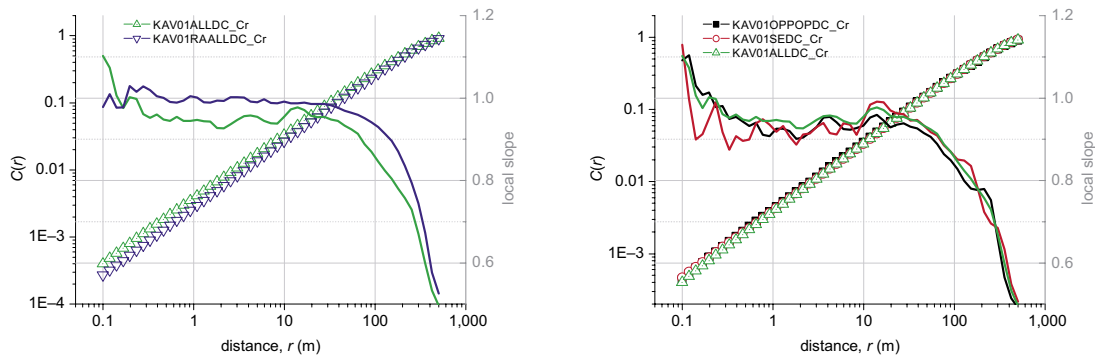 KAV01ALLDC_Cr
KAV01RAALLDC_Cr
1
0.1
0.01
1E–3
1E–4
C(r)
1.2
1.0
0.8
0.6
local slope
0.1
1
10
100
1,000
distance, r (m)
KAV01OPPOPDC_Cr
KAV01SEDC_Cr
KAV01ALLDC_Cr
1
0.1
0.01
1E–3
C(r)
1.2
1.0
0.8
0.6
local slope
0.1
1
10
100
1,000
distance, r (m)